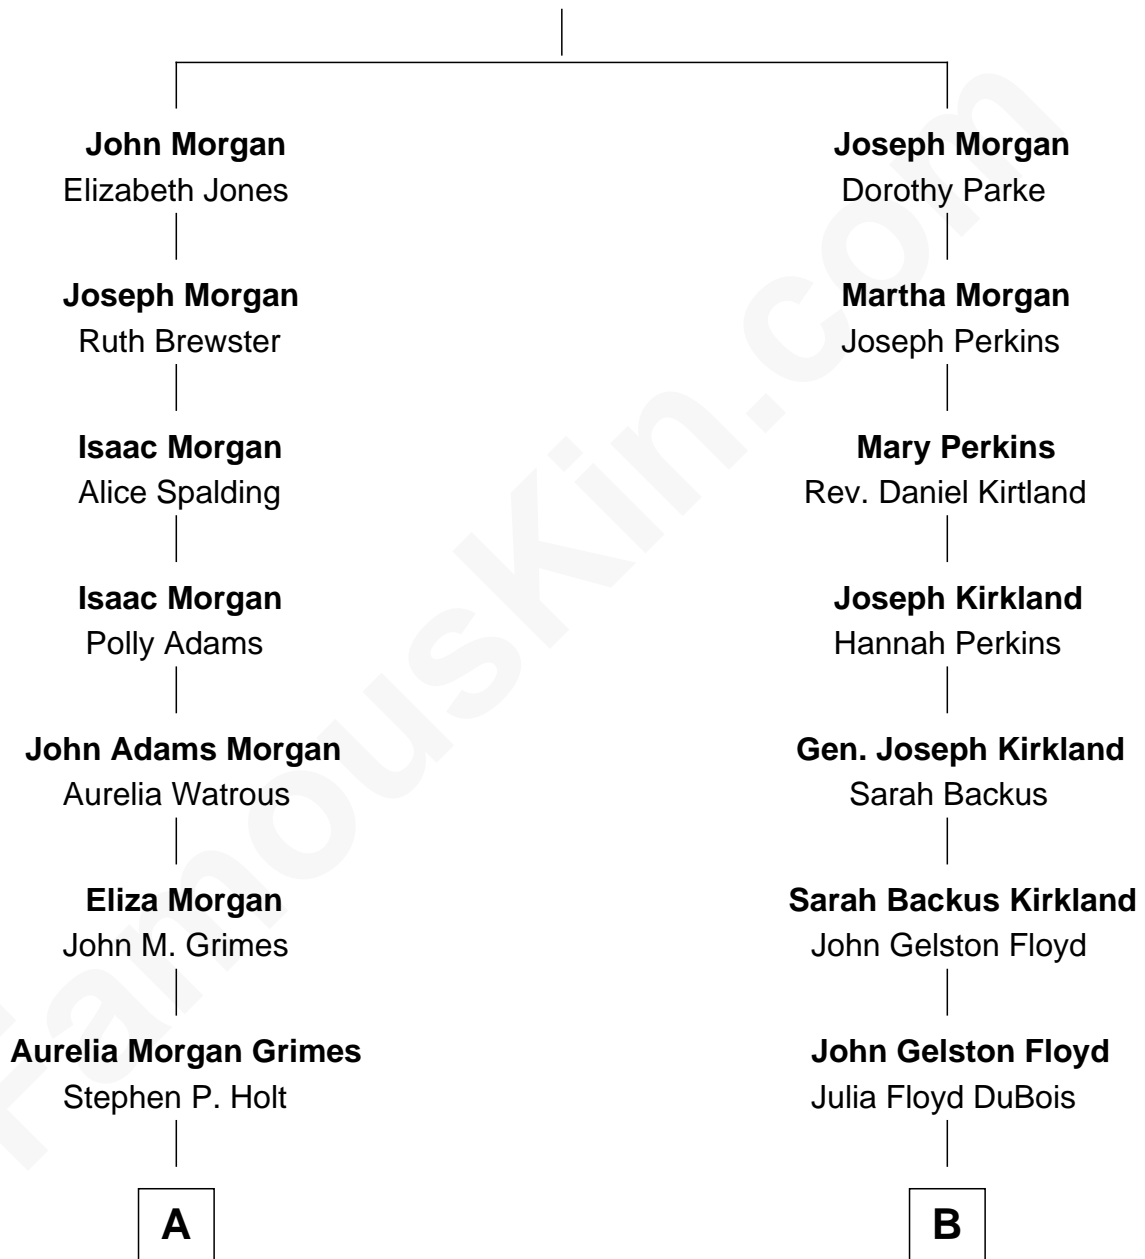 John Morgan
Elizabeth Jones
Joseph Morgan
Ruth Brewster
Isaac Morgan
Alice Spalding
Isaac Morgan
Polly Adams
John Adams Morgan
Aurelia Watrous
Eliza Morgan
John M. Grimes
Aurelia Morgan Grimes
Stephen P. Holt
A
Joseph Morgan
Dorothy Parke
Martha Morgan
Joseph Perkins
Mary Perkins
Rev. Daniel Kirtland
Joseph Kirkland
Hannah Perkins
Gen. Joseph Kirkland
Sarah Backus
Sarah Backus Kirkland
John Gelston Floyd
John Gelston Floyd
Julia Floyd DuBois
B
FamousKin.com